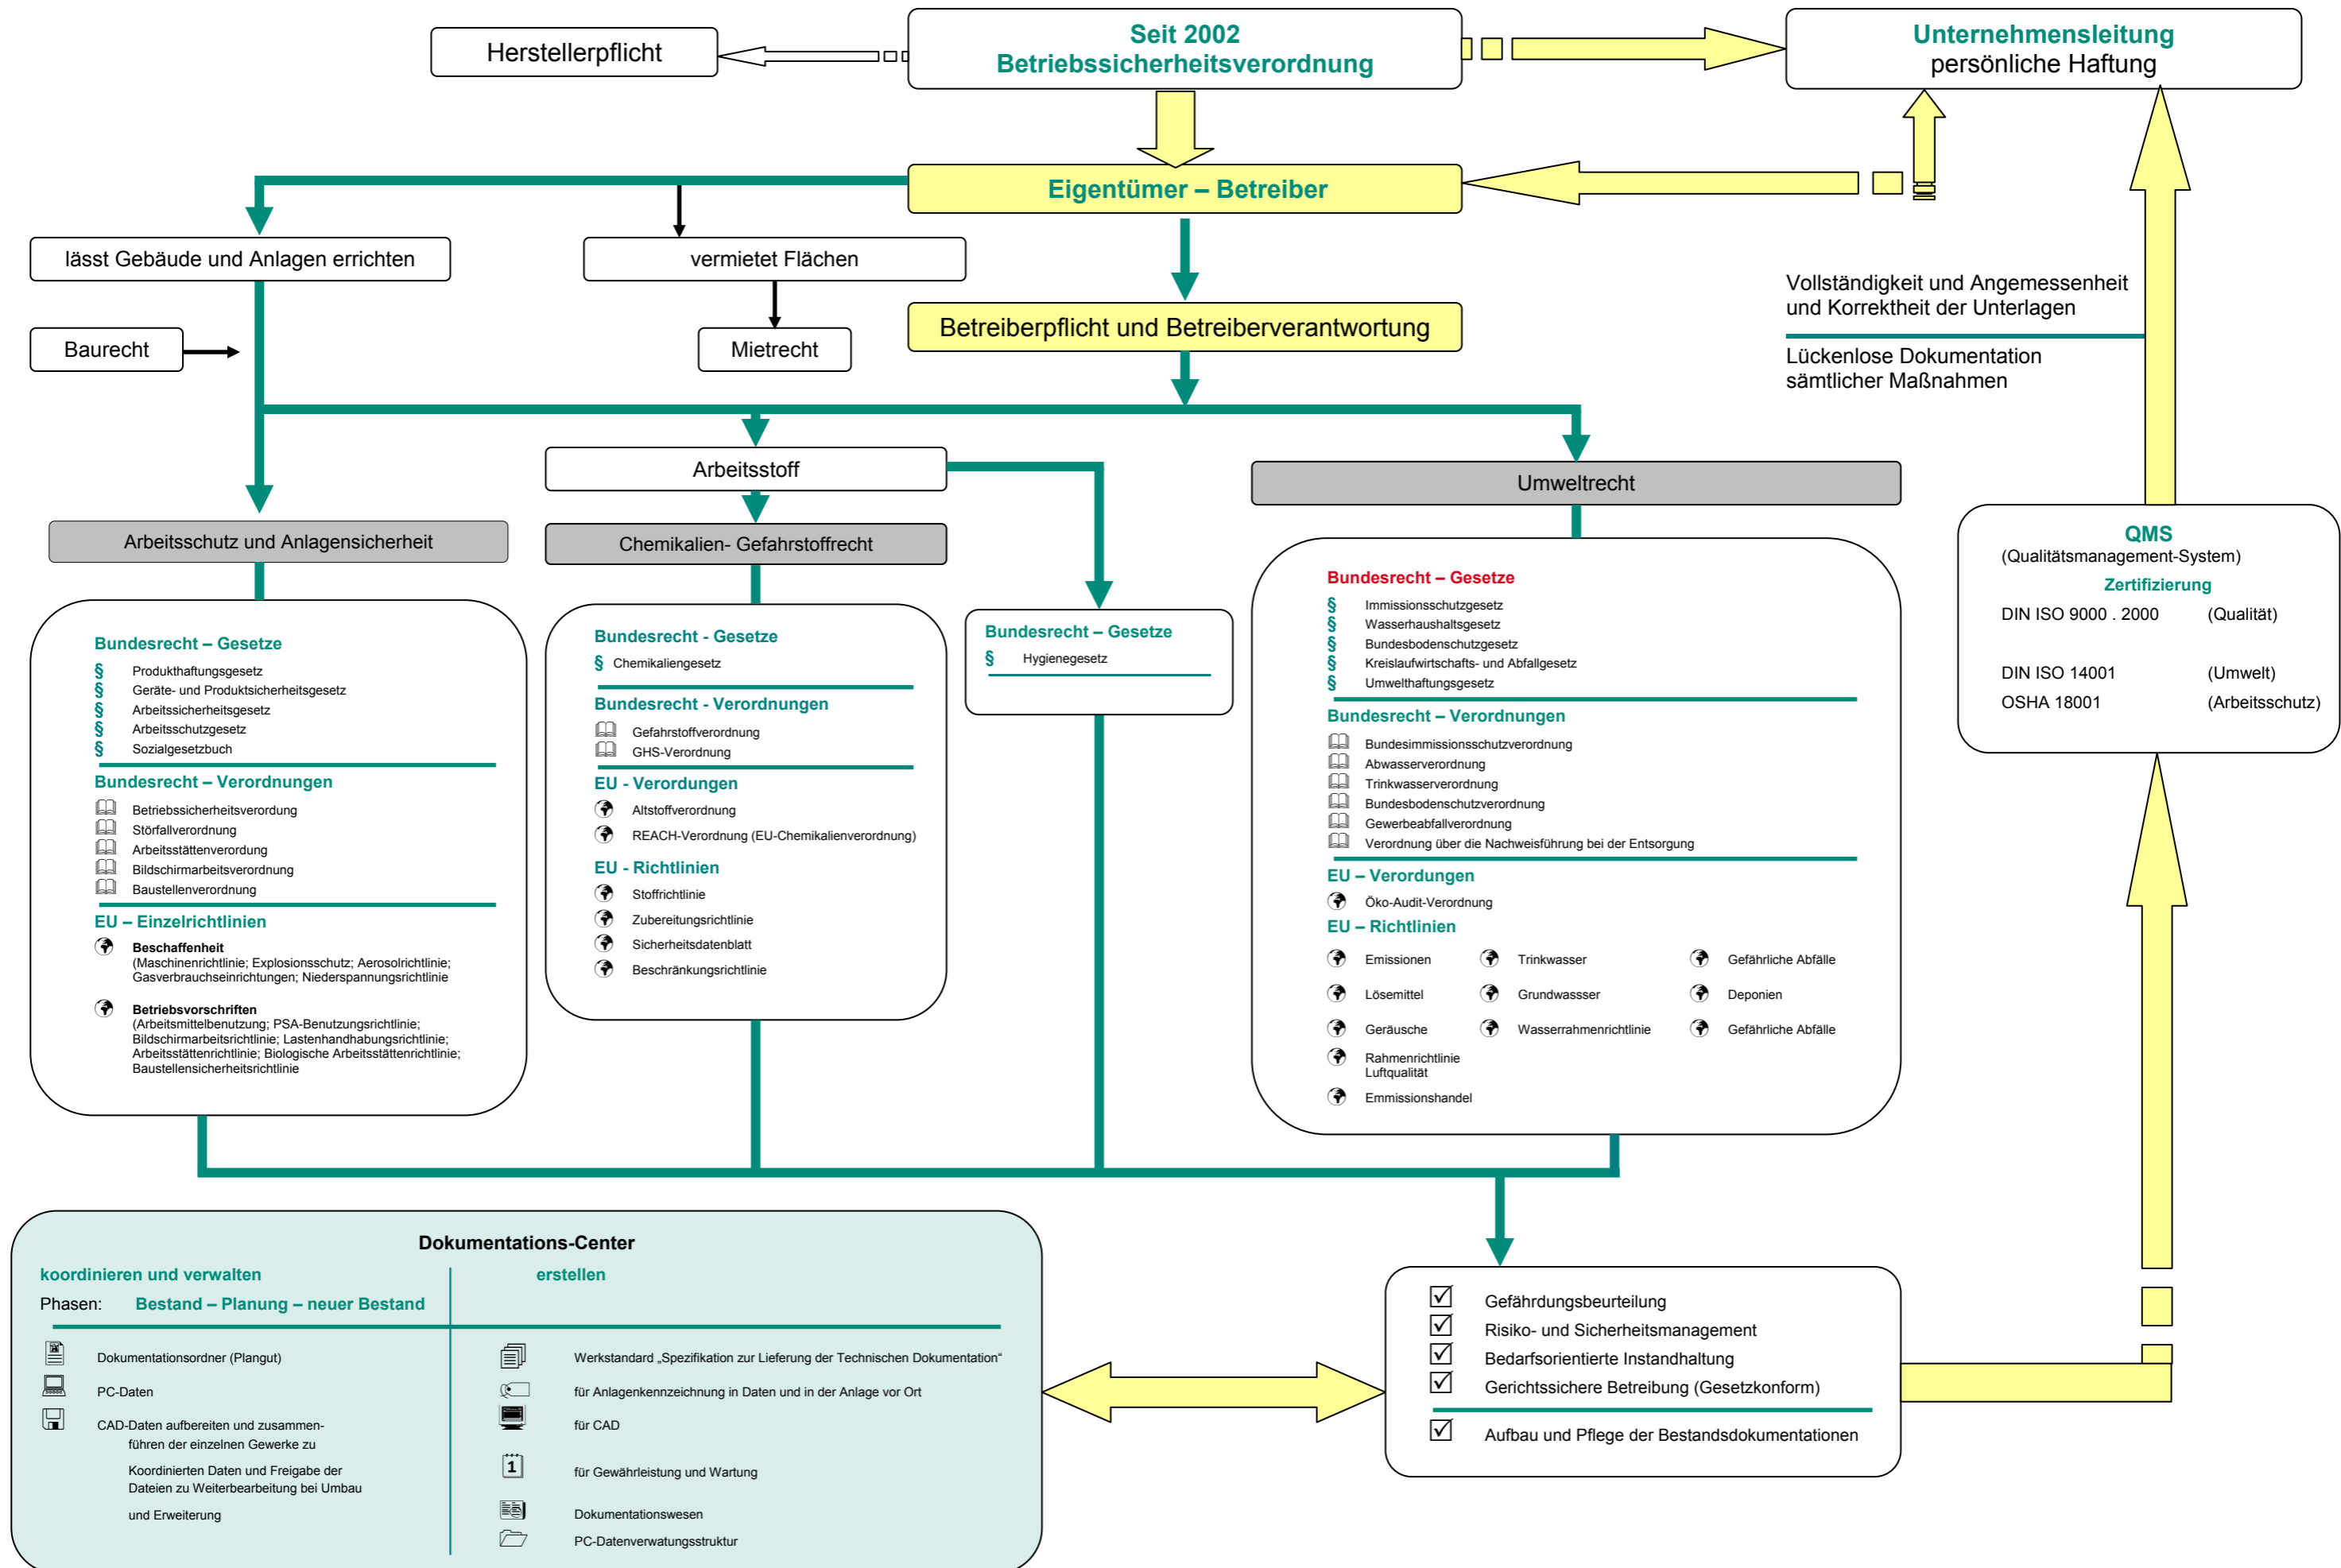 Herstellerpflicht
Seit 2002
Betriebssicherheitsverordnung
Unternehmensleitung
persönliche Haftung
Eigentümer – Betreiber
lässt Gebäude und Anlagen errichten
vermietet Flächen
Betreiberpflicht und Betreiberverantwortung
Baurecht
Mietrecht
Vollständigkeit und Angemessenheit
und Korrektheit der Unterlagen
Lückenlose Dokumentation
sämtlicher Maßnahmen
Arbeitsstoff
Umweltrecht
Arbeitsschutz und Anlagensicherheit
Chemikalien- Gefahrstoffrecht
Bundesrecht – Gesetze
§ Produkthaftungsgesetz
§ Geräte- und Produktsicherheitsgesetz
§ Arbeitssicherheitsgesetz
§ Arbeitsschutzgesetz
§ Sozialgesetzbuch
Bundesrecht – Verordnungen
Betriebssicherheitsverordung
Störfallverordnung
Arbeitsstättenverordung
Bildschirmarbeitsverordnung
Baustellenverordnung
EU – Einzelrichtlinien
Beschaffenheit
(Maschinenrichtlinie; Explosionsschutz; Aerosolrichtlinie;
Gasverbrauchseinrichtungen; Niederspannungsrichtlinie
Betriebsvorschriften
(Arbeitsmittelbenutzung; PSA-Benutzungsrichtlinie;
Bildschirmarbeitsrichtlinie; Lastenhandhabungsrichtlinie;
Arbeitsstättenrichtlinie; Biologische Arbeitsstättenrichtlinie;
Baustellensicherheitsrichtlinie
Bundesrecht - Gesetze
§ Chemikaliengesetz
Bundesrecht - Verordnungen
Gefahrstoffverordnung
GHS-Verordnung
EU - Verordungen
Altstoffverordnung
REACH-Verordnung (EU-Chemikalienverordnung)
EU - Richtlinien
Stoffrichtlinie
Zubereitungsrichtlinie
Sicherheitsdatenblatt
Beschränkungsrichtlinie
Bundesrecht – Gesetze
§ Hygienegesetz
Bundesrecht – Gesetze
§ Immissionsschutzgesetz
§ Wasserhaushaltsgesetz
§ Bundesbodenschutzgesetz
§ Kreislaufwirtschafts- und Abfallgesetz
§ Umwelthaftungsgesetz
Bundesrecht – Verordnungen
Bundesimmissionsschutzverordnung
Abwasserverordnung
Trinkwasserverordnung
Bundesbodenschutzverordnung
Gewerbeabfallverordnung
Verordnung über die Nachweisführung bei der Entsorgung
EU – Verordungen
Öko-Audit-Verordnung
EU – Richtlinien
Emissionen Trinkwasser Gefährliche Abfälle
Lösemittel Grundwassser Deponien
Geräusche Wasserrahmenrichtlinie Gefährliche Abfälle
Rahmenrichtlinie
Luftqualität
Emmissionshandel
QMS
(Qualitätsmanagement-System)
Zertifizierung
DIN ISO 9000 . 2000 (Qualität)
DIN ISO 14001 (Umwelt)
OSHA 18001 (Arbeitsschutz)
Dokumentations-Center
koordinieren und verwalten
Phasen: Bestand – Planung – neuer Bestand
Dokumentationsordner (Plangut)
PC-Daten
CAD-Daten aufbereiten und zusammen-
führen der einzelnen Gewerke zu
Koordinierten Daten und Freigabe der
Dateien zu Weiterbearbeitung bei Umbau
und Erweiterung
erstellen
Werkstandard „Spezifikation zur Lieferung der Technischen Dokumentation“
für Anlagenkennzeichnung in Daten und in der Anlage vor Ort
für CAD
1 für Gewährleistung und Wartung
Dokumentationswesen
PC-Datenverwatungsstruktur
Gefährdungsbeurteilung
Risiko- und Sicherheitsmanagement
Bedarfsorientierte Instandhaltung
Gerichtssichere Betreibung (Gesetzkonform)
Aufbau und Pflege der Bestandsdokumentationen